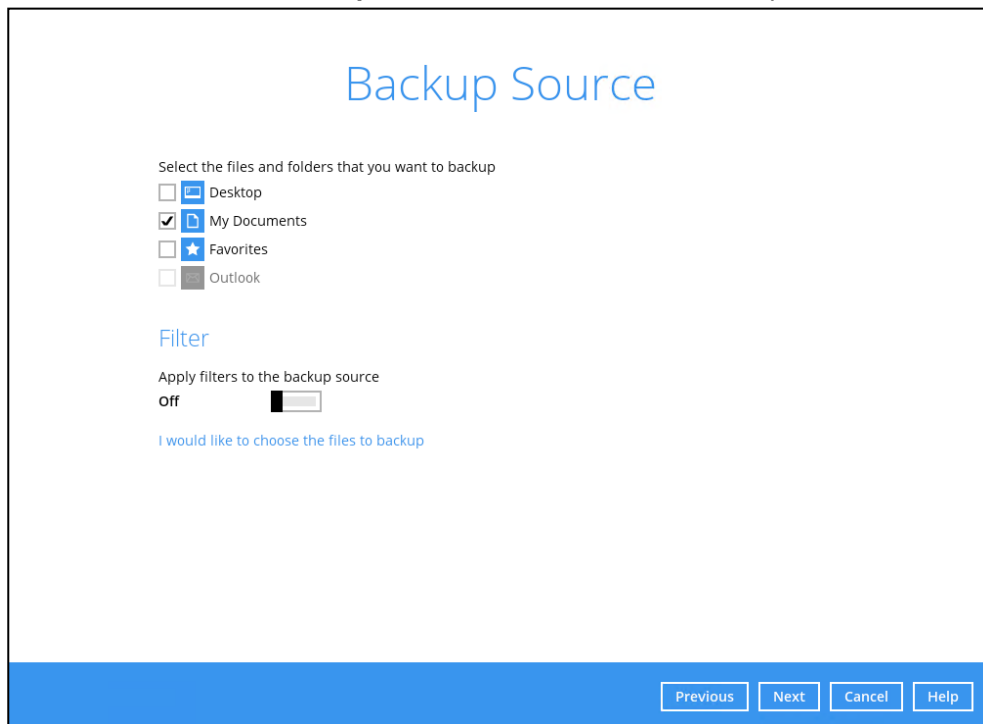 Backup Source
Select the files and folders that you want to backup
Desktop
My Documents
Favorites
Outlook
Filter
Apply filters to the backup source
Off
I would like to choose the files to backup
Previous Next Cancel Help